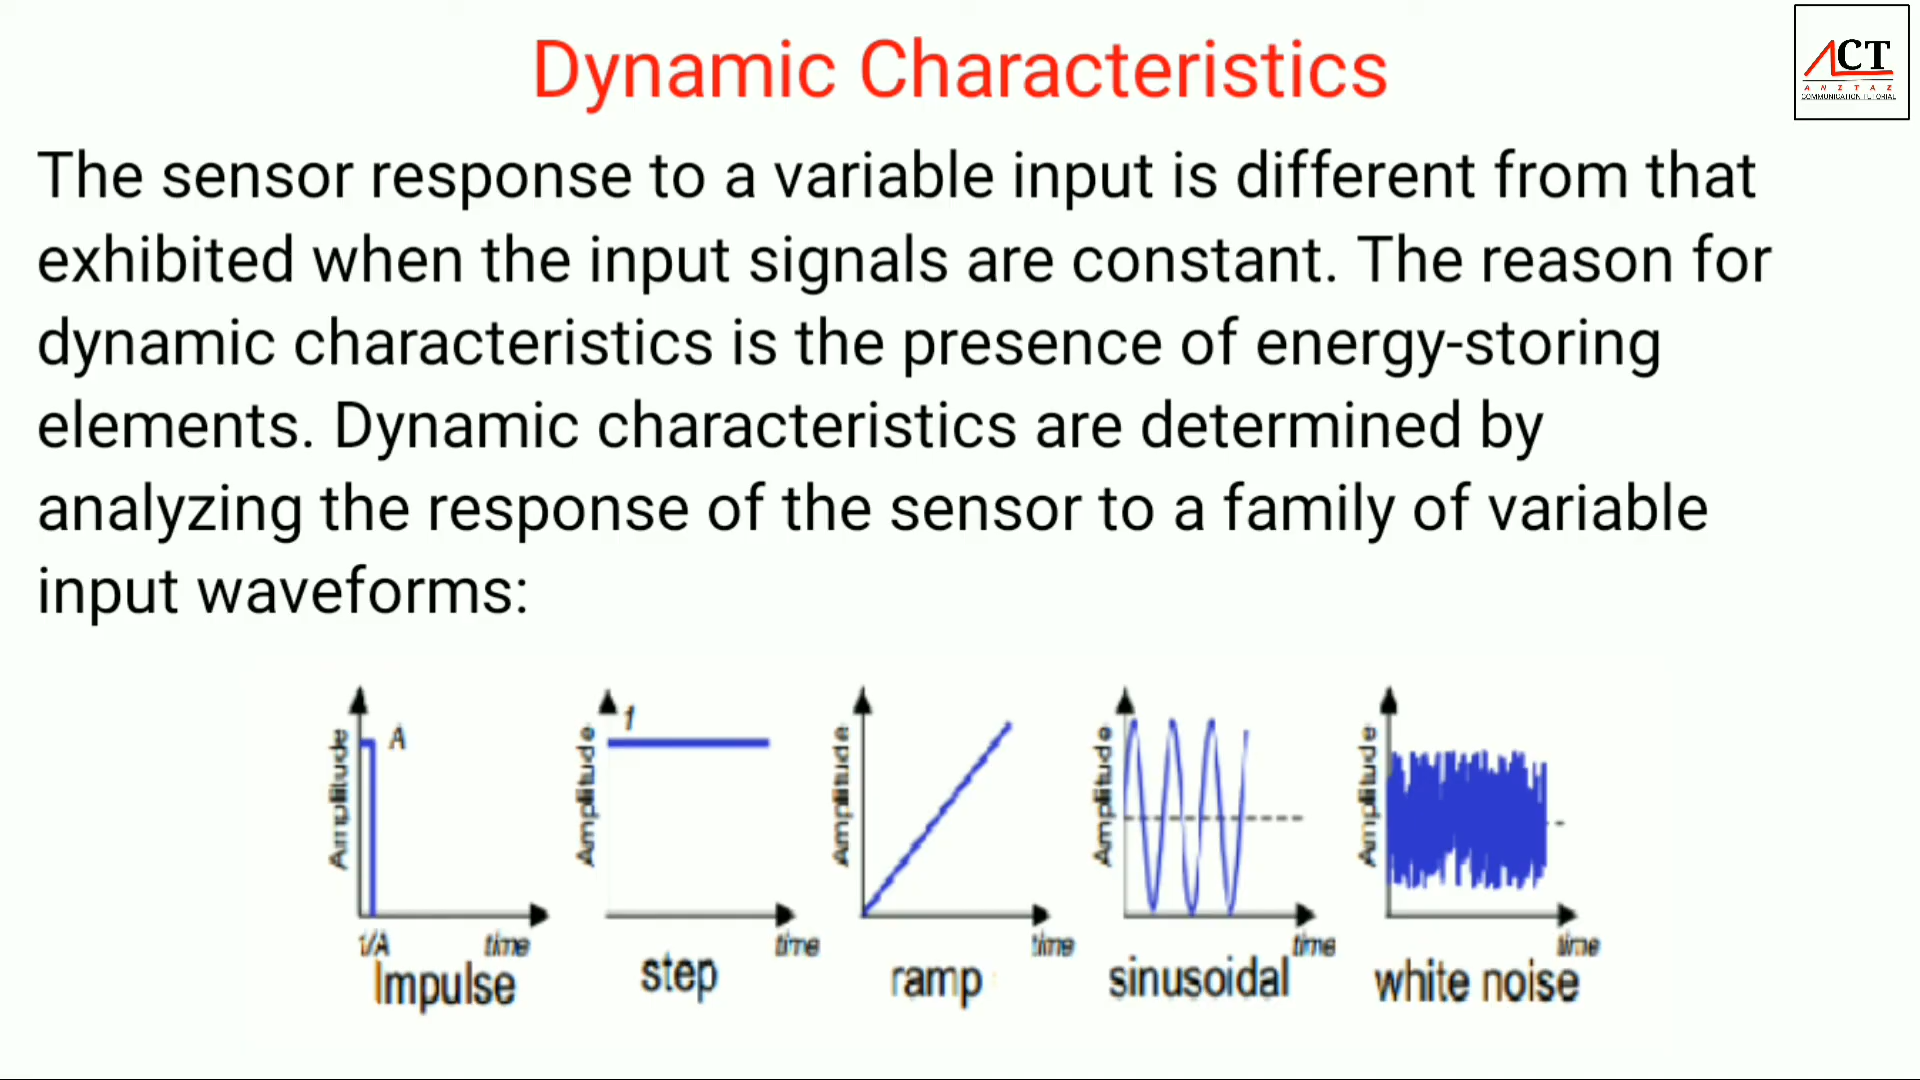 Dynamic Characteristics
ACT
ANZTAZ
COMMUNICATION TUTORIAL
The sensor response to a variable input is different from that
exhibited when the input signals are constant. The reason for
dynamic characteristics is the presence of energy-storing
elements. Dynamic characteristics are determined by
analyzing the response of the sensor to a family of variable
input waveforms:
Amplitude A
1/A time
Impulse
Amplitude 1
time
step
Amplitude
time
ramp
Amplitude
time
sinusoidal
Amplitude
time
white noise